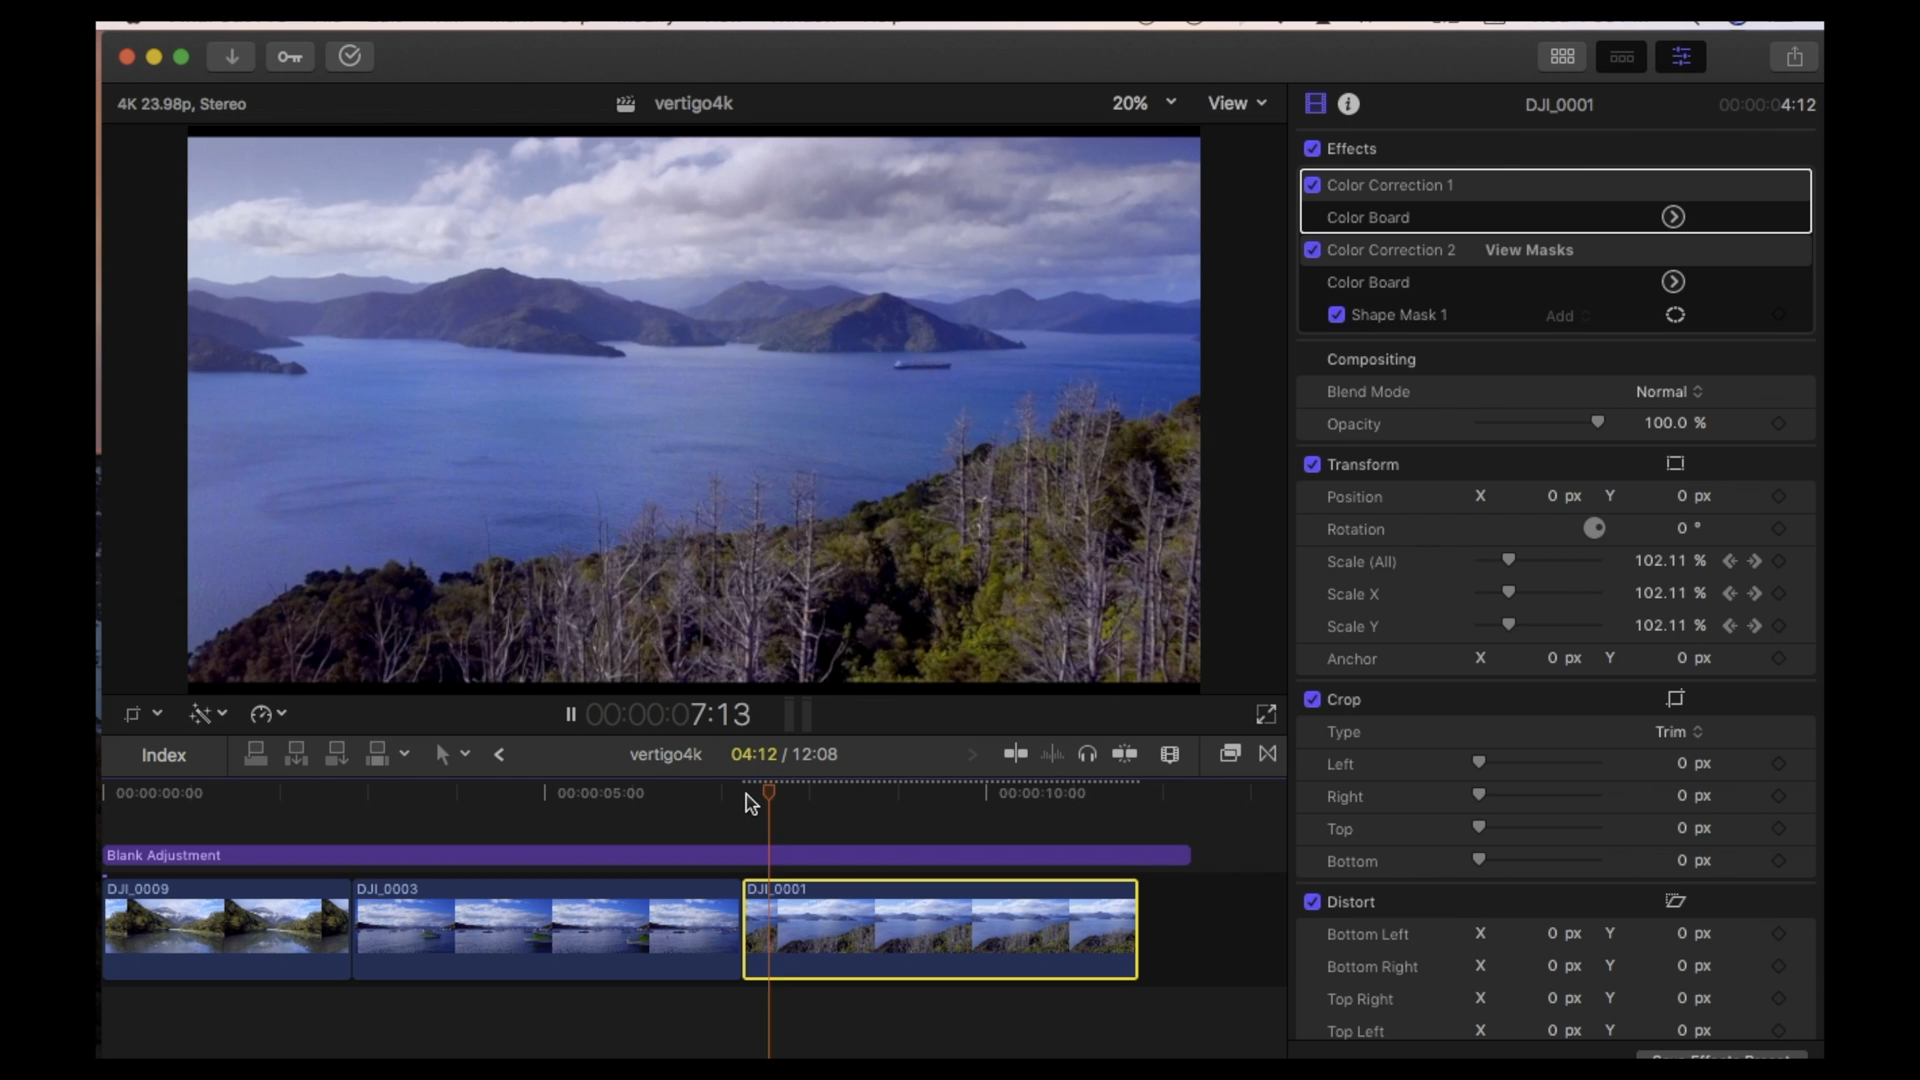 4K 23.98p, Stereo
vertigo4k
20%
View
DJI_0001
00:00:04:12
Effects
Color Correction 1
Color Board
Color Correction 2
View Masks
Color Board
Shape Mask 1
Add
Compositing
Blend Mode
Normal
Opacity
100.0 %
Transform
Position X 0 px Y 0 px
Rotation 0 °
Scale (All) 102.11 %
Scale X 102.11 %
Scale Y 102.11 %
Anchor X 0 px Y 0 px
Crop
Type Trim
Left 0 px
Right 0 px
Top 0 px
Bottom 0 px
Distort
Bottom Left X 0 px Y 0 px
Bottom Right X 0 px Y 0 px
Top Right X 0 px Y 0 px
Top Left X 0 px Y 0 px
00:00:07:13
Index
vertigo4k
04:12 / 12:08
00:00:00:00
00:00:05:00
00:00:10:00
Blank Adjustment
DJI_0009
DJI_0003
DJI_0001